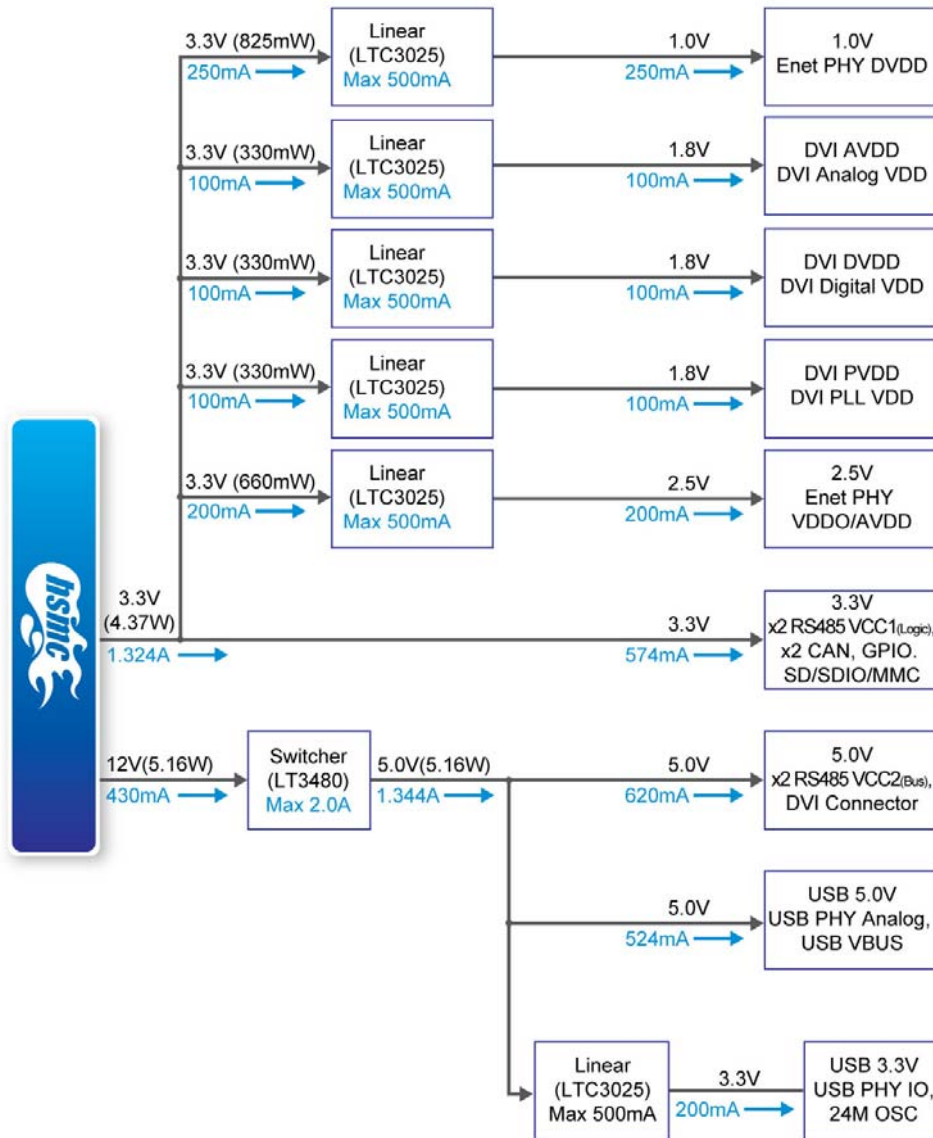 3.3V (825mW)
250mA
Linear
(LTC3025)
Max 500mA
1.0V
250mA
1.0V
Enet PHY DVDD
3.3V (330mW)
100mA
Linear
(LTC3025)
Max 500mA
1.8V
100mA
DVI AVDD
DVI Analog VDD
3.3V (330mW)
100mA
Linear
(LTC3025)
Max 500mA
1.8V
100mA
DVI DVDD
DVI Digital VDD
3.3V (330mW)
100mA
Linear
(LTC3025)
Max 500mA
1.8V
100mA
DVI PVDD
DVI PLL VDD
3.3V (660mW)
200mA
Linear
(LTC3025)
Max 500mA
2.5V
200mA
2.5V
Enet PHY
VDDO/AVDD
hsmc
3.3V
(4.37W)
1.324A
3.3V
574mA
3.3V
x2 RS485 VCC1(Logic),
x2 CAN, GPIO.
SD/SDIO/MMC
12V(5.16W)
430mA
Switcher
(LT3480)
Max 2.0A
5.0V(5.16W)
1.344A
5.0V
620mA
5.0V
x2 RS485 VCC2(Bus),
DVI Connector
5.0V
524mA
USB 5.0V
USB PHY Analog,
USB VBUS
Linear
(LTC3025)
Max 500mA
3.3V
200mA
USB 3.3V
USB PHY IO,
24M OSC